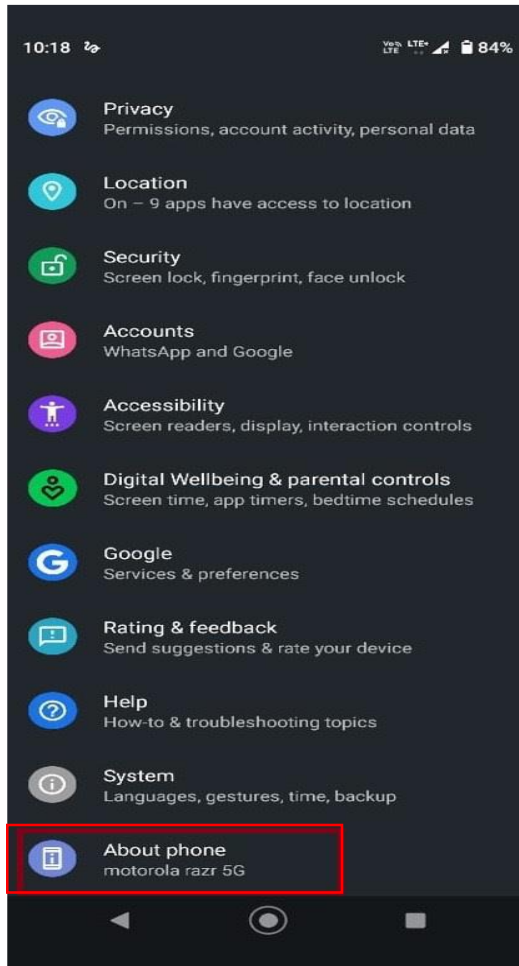 10:18 Vo LTE LTE+ 84%
Privacy
Permissions, account activity, personal data
Location
On – 9 apps have access to location
Security
Screen lock, fingerprint, face unlock
Accounts
WhatsApp and Google
Accessibility
Screen readers, display, interaction controls
Digital Wellbeing & parental controls
Screen time, app timers, bedtime schedules
G
Google
Services & preferences
Rating & feedback
Send suggestions & rate your device
Help
How-to & troubleshooting topics
System
Languages, gestures, time, backup
About phone
motorola razr 5G